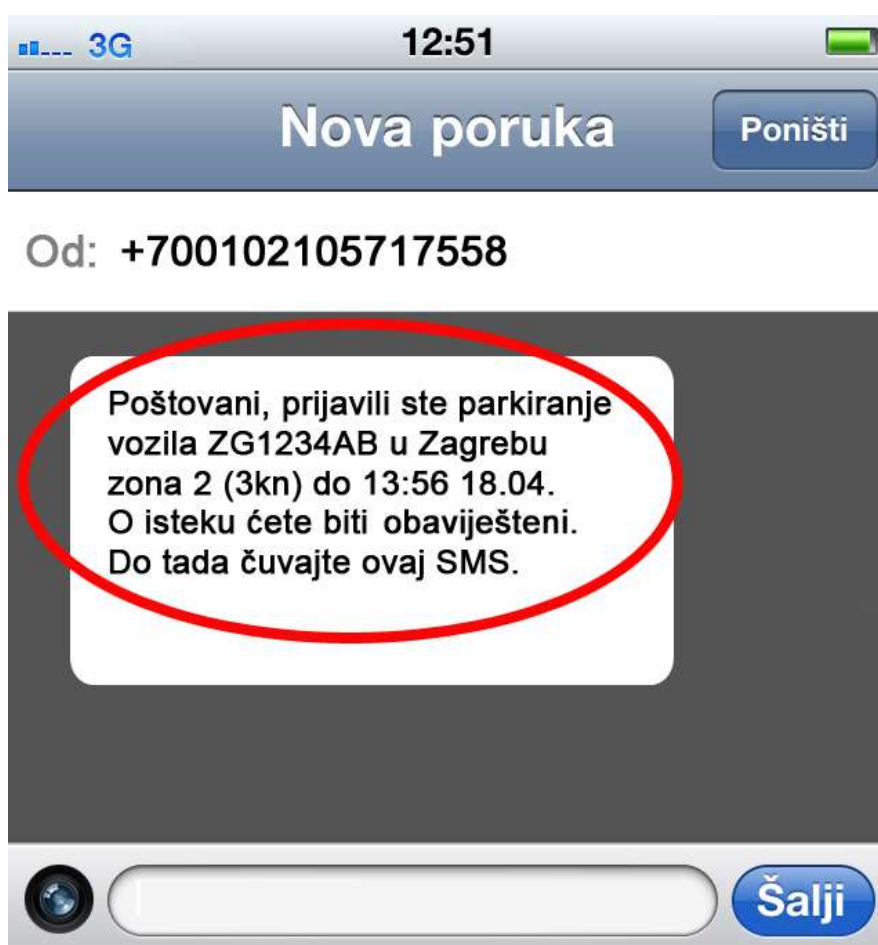 3G 12:51
Nova poruka Poništi
Od: +700102105717558
Poštovani, prijavili ste parkiranje
vozila ZG1234AB u Zagrebu
zona 2 (3kn) do 13:56 18.04.
O isteku ćete biti obaviješteni.
Do tada čuvajte ovaj SMS.
Šalji